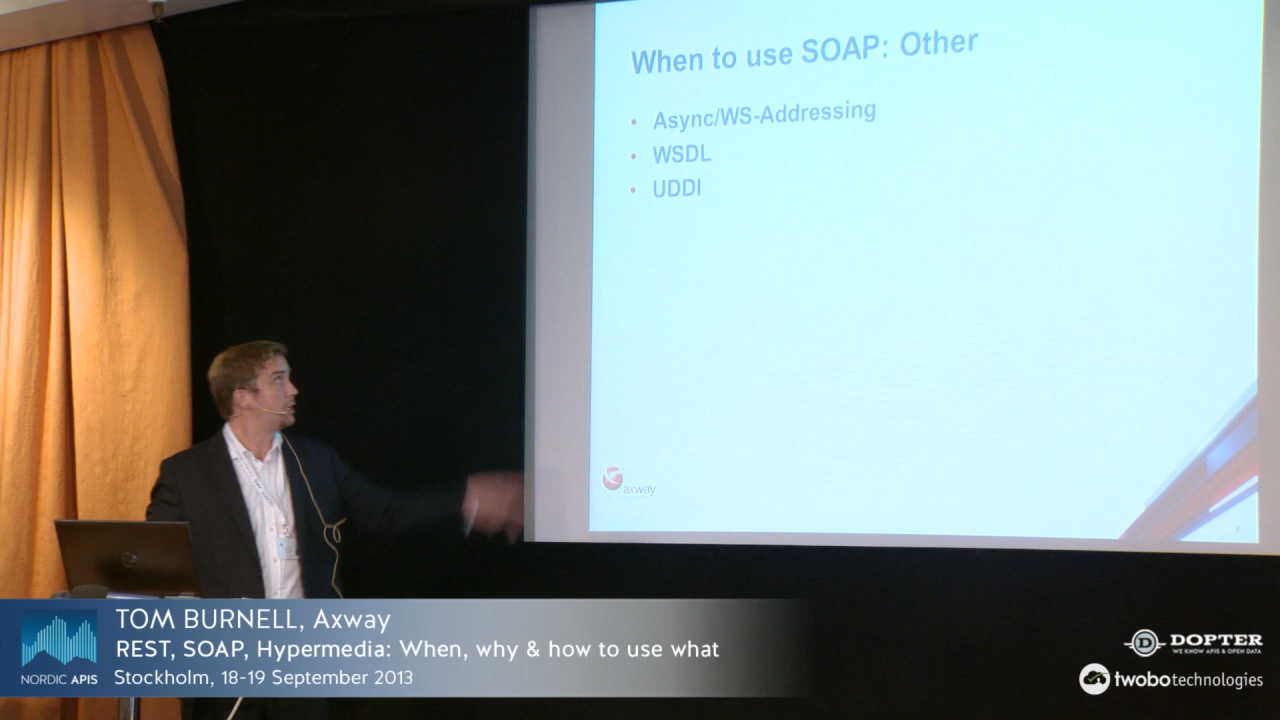 When to use SOAP: Other
• Async/WS-Addressing
• WSDL
• UDDI
axway
TOM BURNELL, Axway
REST, SOAP, Hypermedia: When, why & how to use what
Stockholm, 18-19 September 2013
NORDIC APIS
DOPTER
WE KNOW APIS & OPEN DATA
twobotechnologies